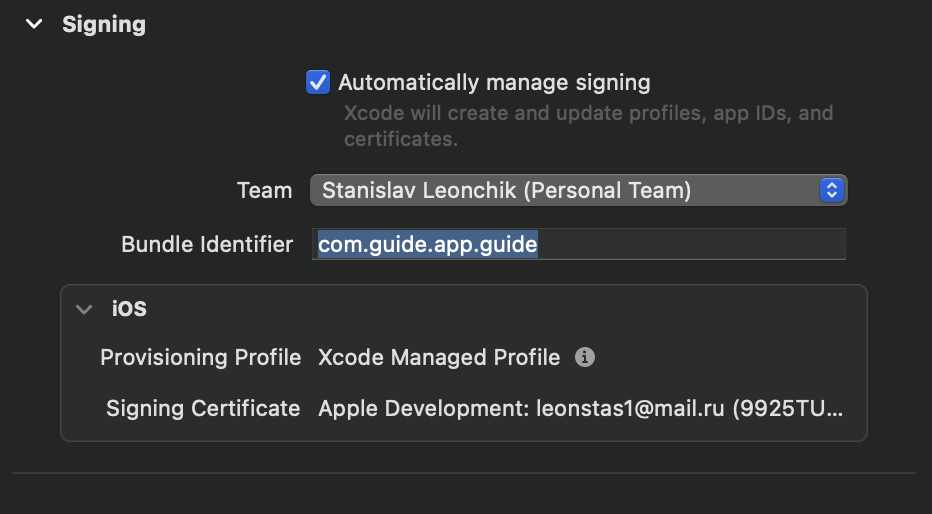 Signing
Automatically manage signing
Xcode will create and update profiles, app IDs, and
certificates.
Team Stanislav Leonchik (Personal Team)
Bundle Identifier com.guide.app.guide
iOS
Provisioning Profile Xcode Managed Profile
Signing Certificate Apple Development: leonstas1@mail.ru (9925TU...